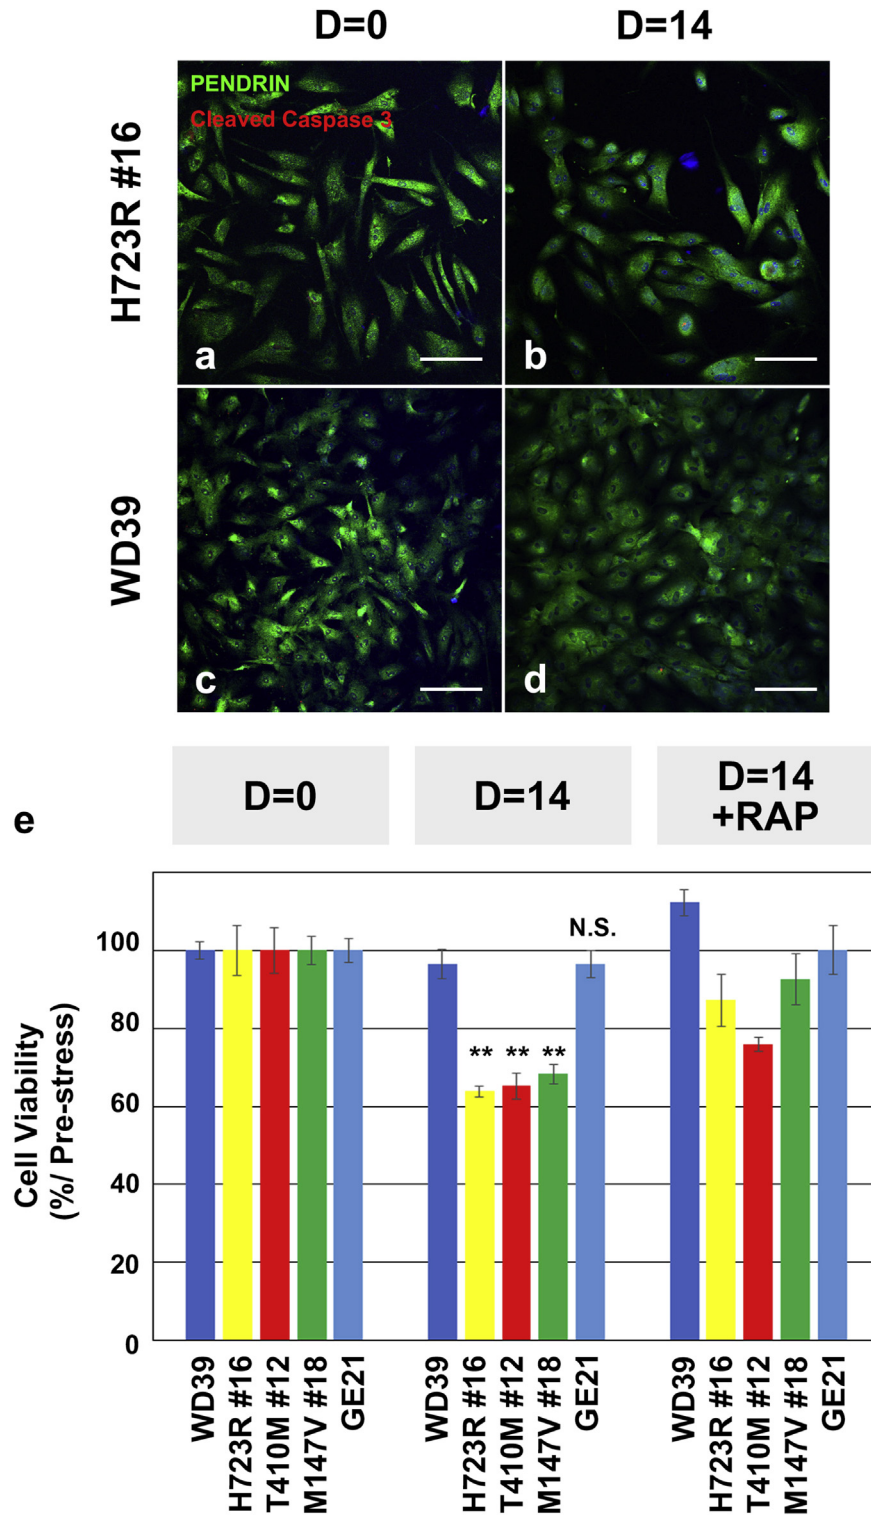 D=0
D=14
H723R #16
PENDRIN
Cleaved Caspase 3
a
b
WD39
c
d
e
D=0
D=14
D=14
+RAP
Cell Viability
(%/ Pre-stress)
100
80
60
40
20
0
N.S.
**
**
**
WD39
H723R #16
T410M #12
M147V #18
GE21
WD39
H723R #16
T410M #12
M147V #18
GE21
WD39
H723R #16
T410M #12
M147V #18
GE21